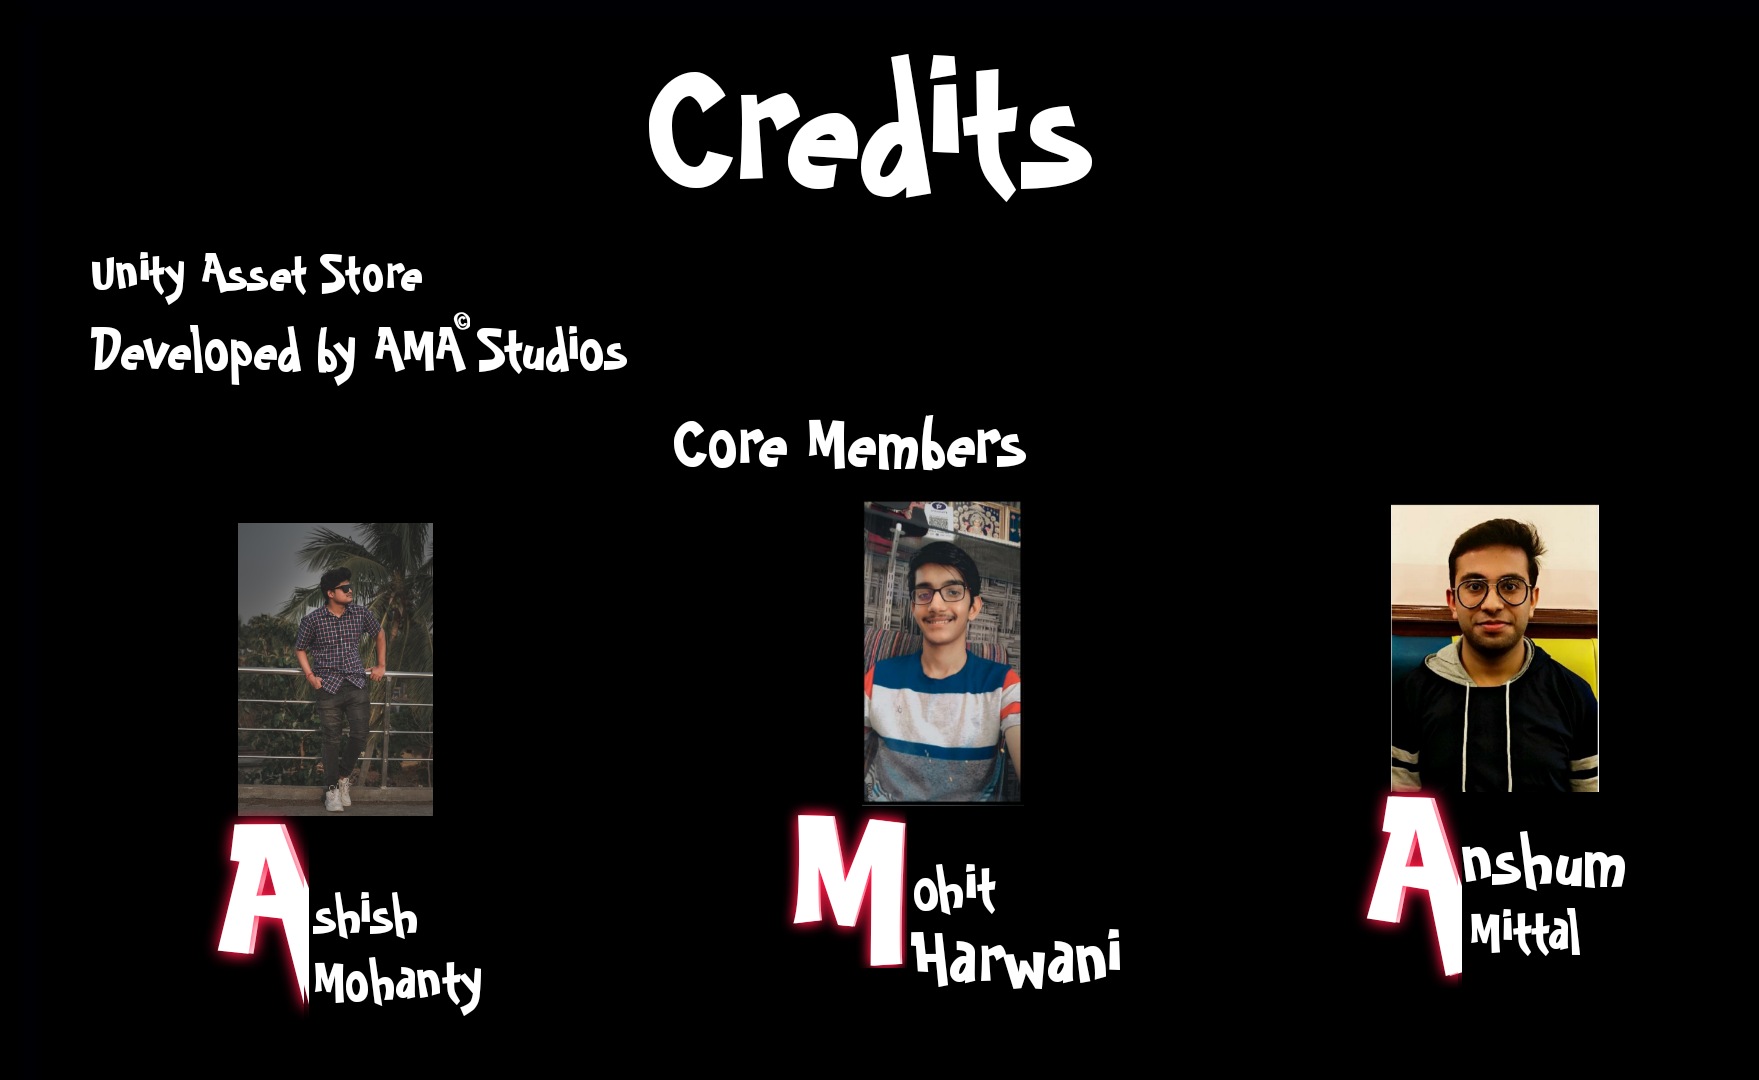 Credits
Unity Asset Store
Developed by AMA© Studios
Core Members
Ashish
Mohanty
Mohit
Harwani
Anshum
Mittal